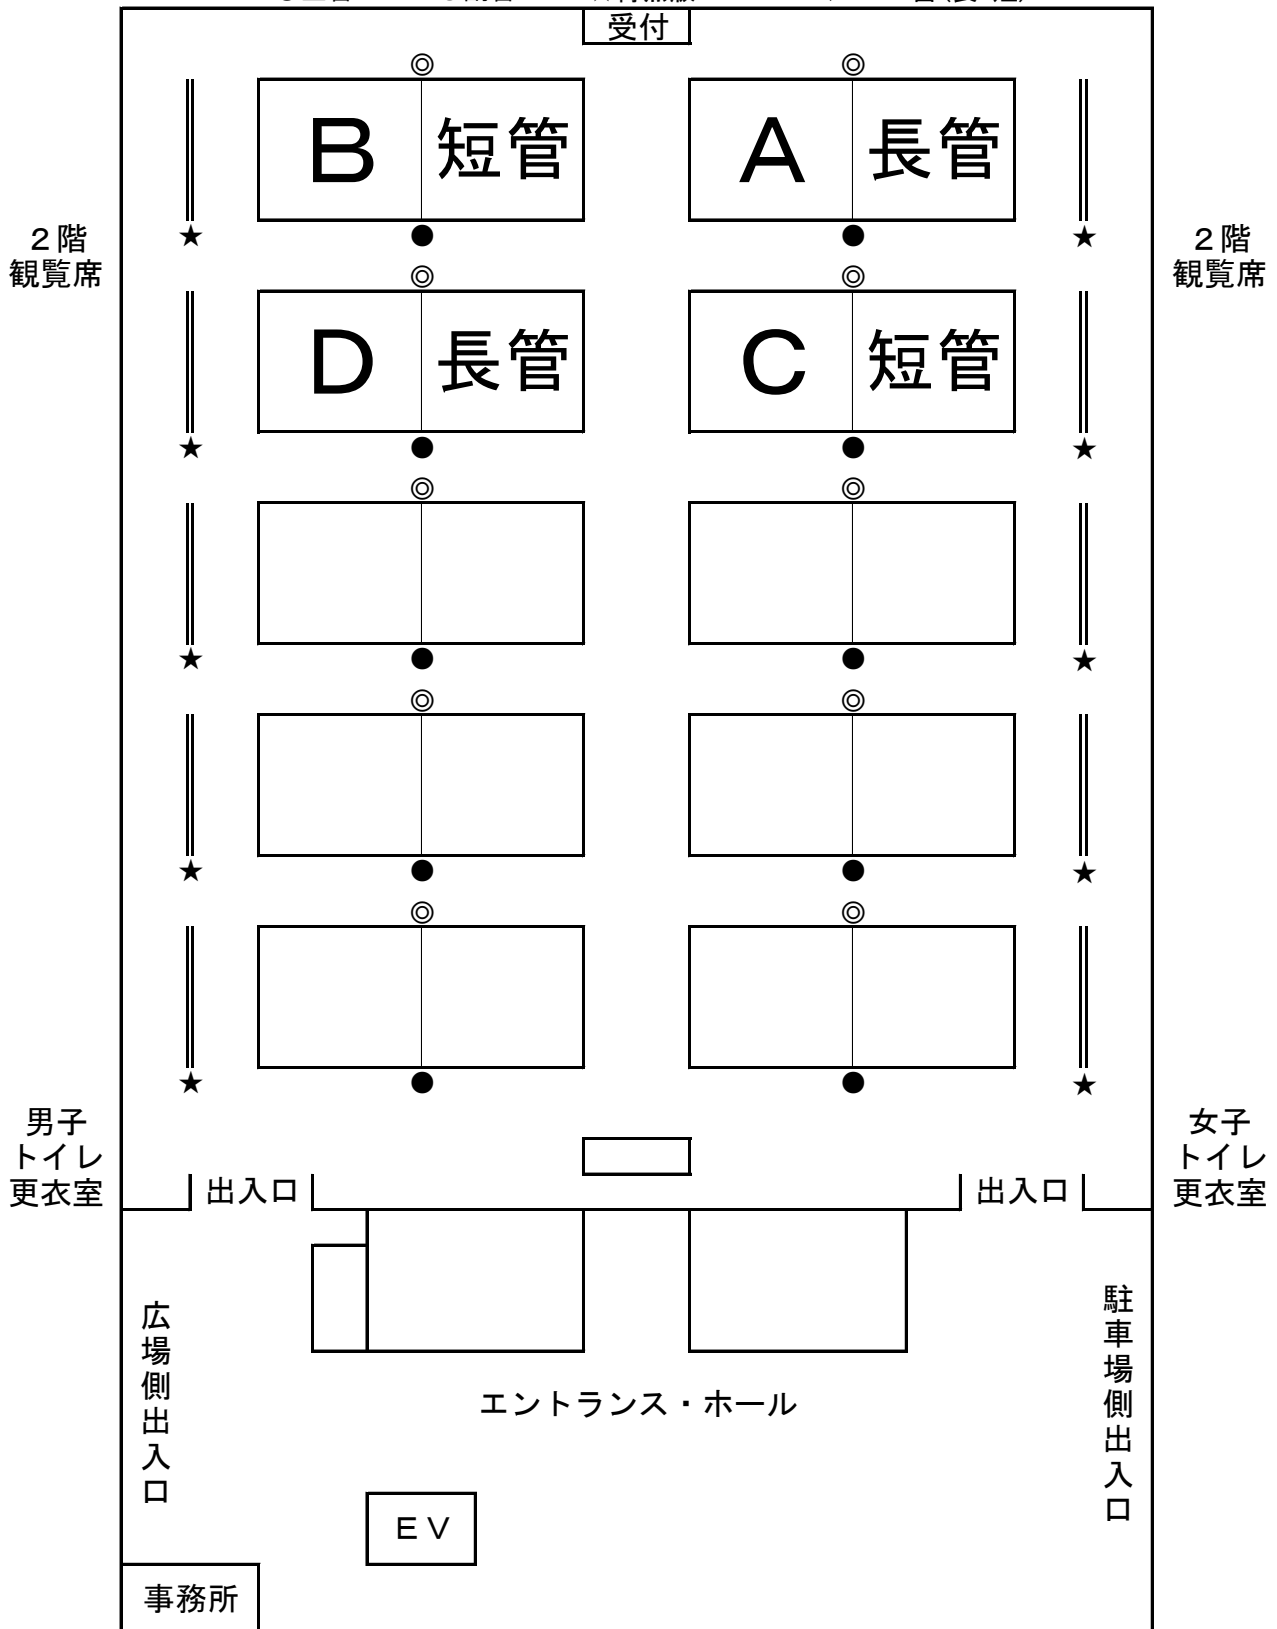 受付
◎ ◎
B 短管 A 長管
★ ● ● ★
2階
観覧席
2階
観覧席
◎ ◎
D 長管 C 短管
★ ● ● ★
◎ ◎
★ ● ● ★
◎ ◎
★ ● ● ★
◎ ◎
★ ● ● ★
男子
トイレ
更衣室
女子
トイレ
更衣室
出入口 出入口
広場側出入口
駐車場側出入口
エントランス・ホール
EV
事務所